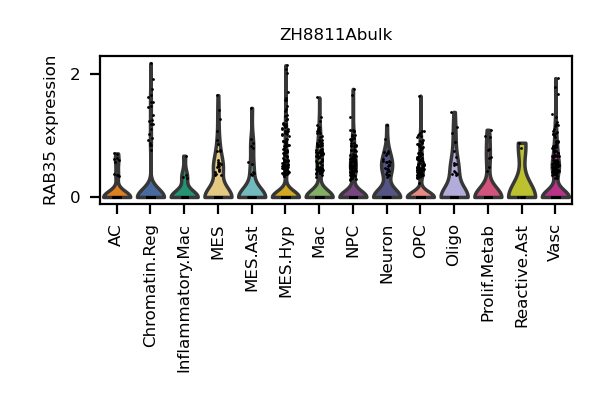 ZH8811Abulk
RAB35 expression
2
0
AC
Chromatin.Reg
Inflammatory.Mac
MES
MES.Ast
MES.Hyp
Mac
NPC
Neuron
OPC
Oligo
Prolif.Metab
Reactive.Ast
Vasc